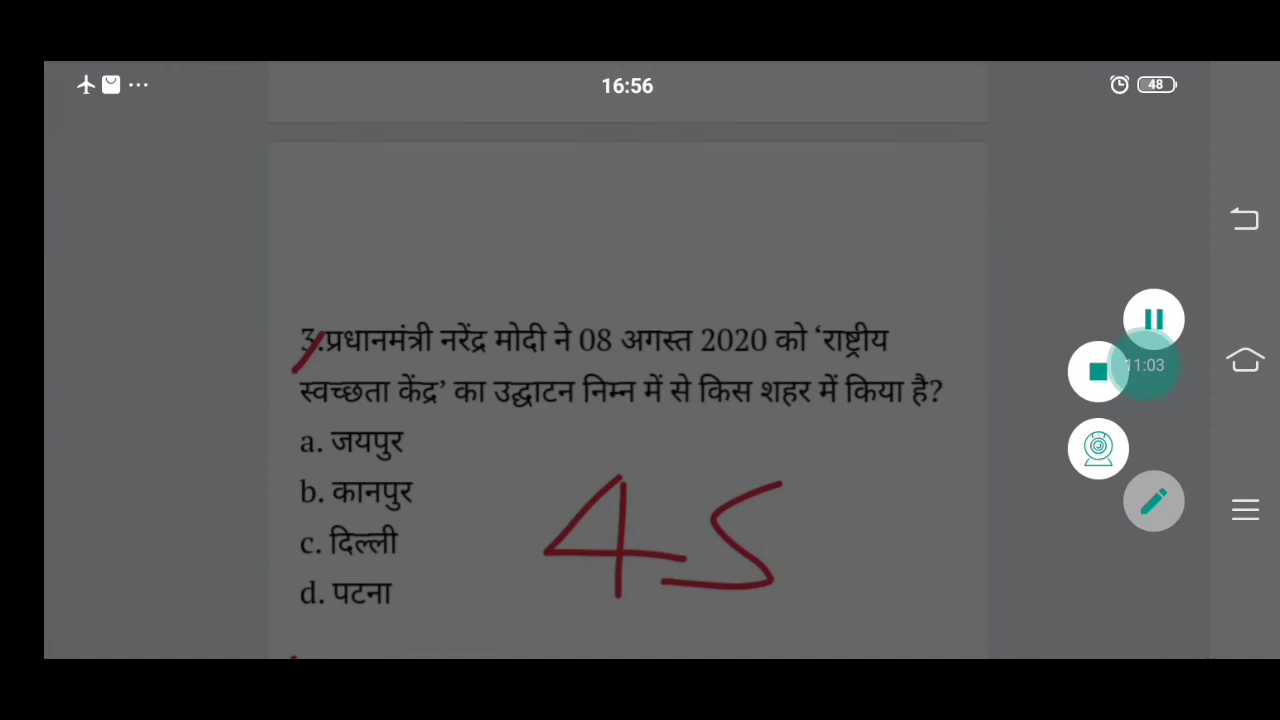 16:56
48
3.प्रधानमंत्री नरेंद्र मोदी ने 08 अगस्त 2020 को ‘राष्ट्रीय
स्वच्छता केंद्र’ का उद्घाटन निम्न में से किस शहर में किया है?
11:03
a. जयपुर
b. कानपुर
c. दिल्ली
d. पटना
45